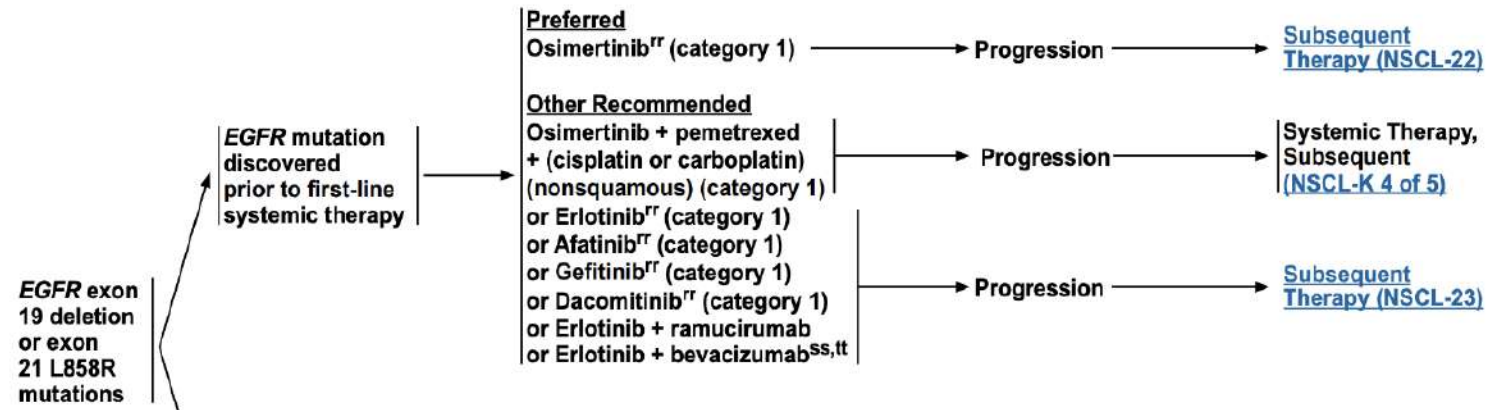 EGFR exon
19 deletion
or exon
21 L858R
mutations
EGFR mutation
discovered
prior to first-line
systemic therapy
Preferred
Osimertinibrr (category 1)
Progression
Subsequent
Therapy (NSCL-22)
Other Recommended
Osimertinib + pemetrexed
+ (cisplatin or carboplatin)
(nonsquamous) (category 1)
Progression
Systemic Therapy,
Subsequent
(NSCL-K 4 of 5)
or Erlotinibrr (category 1)
or Afatinibrr (category 1)
or Gefitinibrr (category 1)
or Dacomitinibrr (category 1)
or Erlotinib + ramucirumab
or Erlotinib + bevacizumabss,tt
Progression
Subsequent
Therapy (NSCL-23)